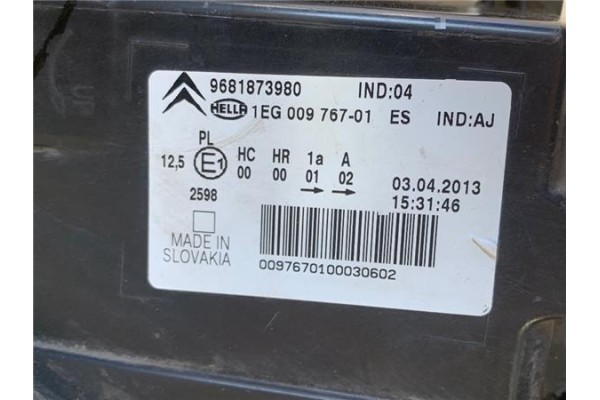 9681873980 IND:04
HELLA 1EG 009 767-01 ES IND:AJ
PL
12,5 E1 HC HR 1a A
00 00 01 02 03.04.2013
2598 15:31:46
MADE IN
SLOVAKIA
0097670100030602